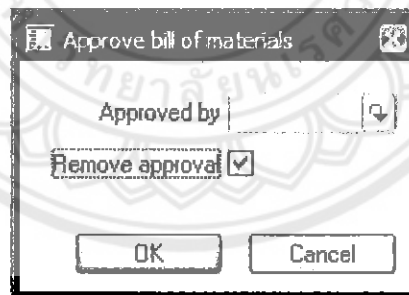 Approve bill of materials
Approved by
Remove approval
OK
Cancel